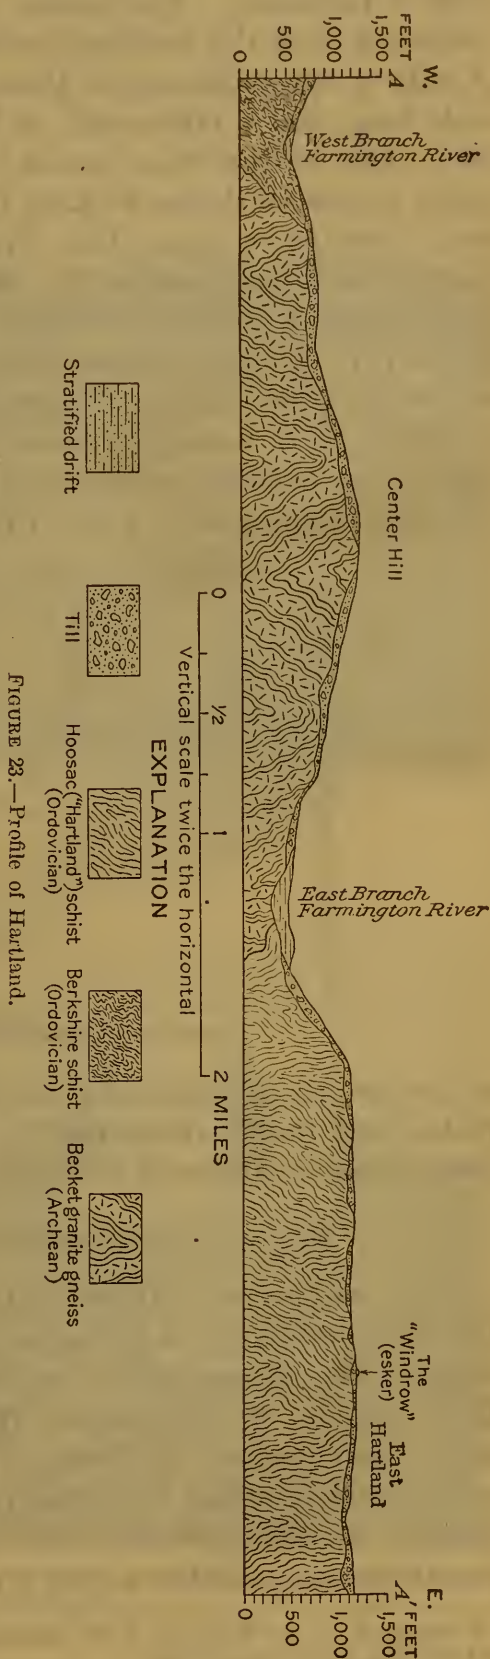 W.
FEET A
1,500
1,000
500
0
West Branch
Farmington River
Center Hill
East Branch
Farmington River
The
"Windrow"
(esker)
East
Hartland
E.
A' FEET
1,500
1,000
500
0
0 ½ 1 2 MILES
Vertical scale twice the horizontal
EXPLANATION
Stratified drift
Till
Hoosac ("Hartland") schist
(Ordovician)
Berkshire schist
(Ordovician)
Becket granite gneiss
(Archean)
FIGURE 23.—Profile of Hartland.